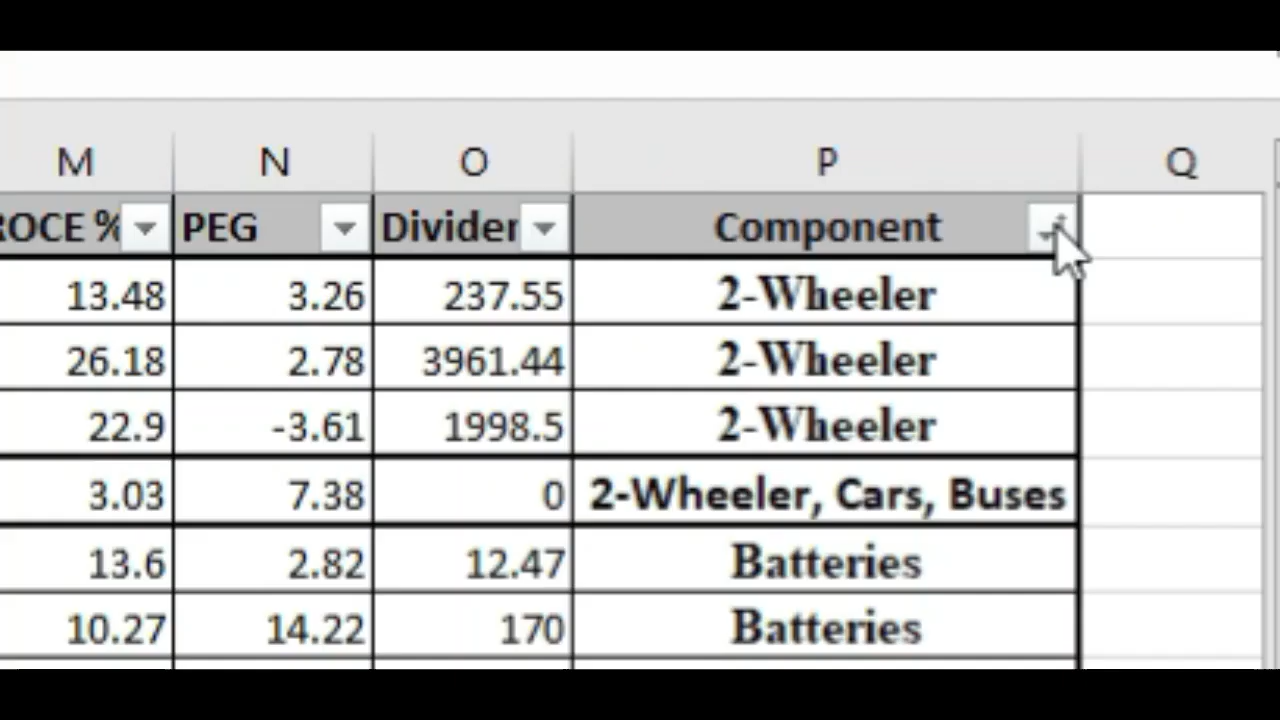 M N O P Q
ROCE % PEG Divider Component
13.48 3.26 237.55 2-Wheeler
26.18 2.78 3961.44 2-Wheeler
22.9 -3.61 1998.5 2-Wheeler
3.03 7.38 0 2-Wheeler, Cars, Buses
13.6 2.82 12.47 Batteries
10.27 14.22 170 Batteries